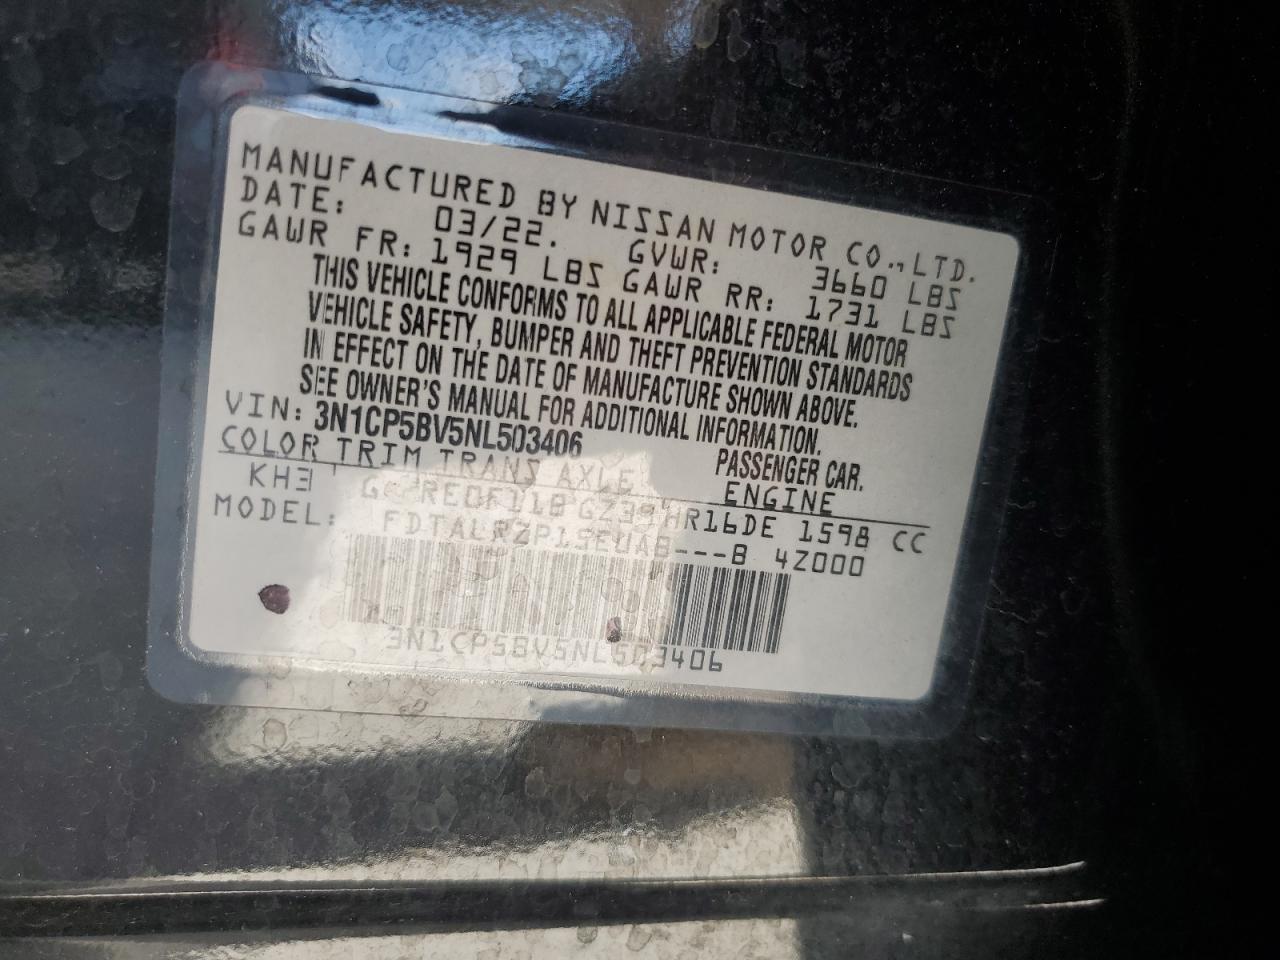 MANUFACTURED BY NISSAN MOTOR CO.,LTD.
DATE: 03/22. GVWR: 3660 LBS
GAWR FR: 1929 LBS GAWR RR: 1731 LBS
THIS VEHICLE CONFORMS TO ALL APPLICABLE FEDERAL MOTOR
VEHICLE SAFETY, BUMPER AND THEFT PREVENTION STANDARDS
IN EFFECT ON THE DATE OF MANUFACTURE SHOWN ABOVE.
SEE OWNER'S MANUAL FOR ADDITIONAL INFORMATION.
VIN: 3N1CP5BV5NL503406 PASSENGER CAR.
COLOR TRIM TRANS AXLE ENGINE
KH3 RE0F11B HR16DE 1598 CC
MODEL: FDTALRZP15EUAB---B 4Z000
3N1CP5BV5NL503406